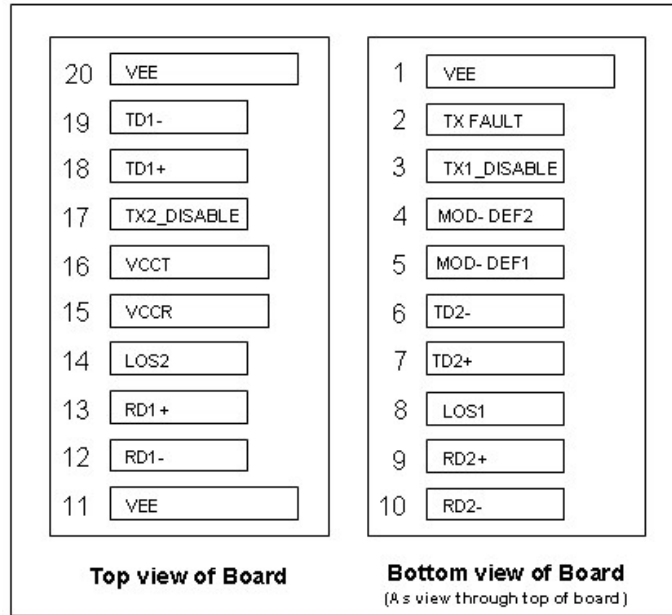 20 VEE
19 TD1-
18 TD1+
17 TX2_DISABLE
16 VCCT
15 VCCR
14 LOS2
13 RD1+
12 RD1-
11 VEE
Top view of Board
1 VEE
2 TX FAULT
3 TX1_DISABLE
4 MOD- DEF2
5 MOD- DEF1
6 TD2-
7 TD2+
8 LOS1
9 RD2+
10 RD2-
Bottom view of Board
(As view through top of board)